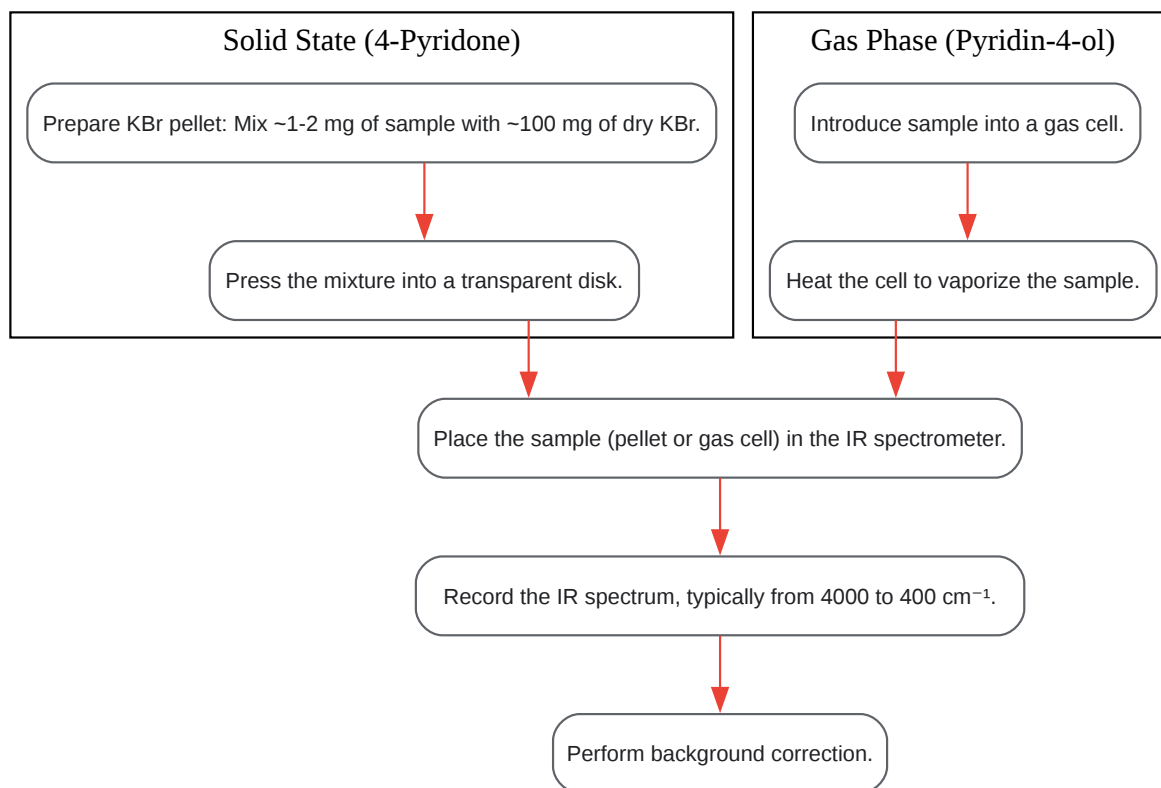 Solid State (4-Pyridone)
Prepare KBr pellet: Mix ~1-2 mg of sample with ~100 mg of dry KBr.
Press the mixture into a transparent disk.
Gas Phase (Pyridin-4-ol)
Introduce sample into a gas cell.
Heat the cell to vaporize the sample.
Place the sample (pellet or gas cell) in the IR spectrometer.
Record the IR spectrum, typically from 4000 to 400 cm⁻¹.
Perform background correction.